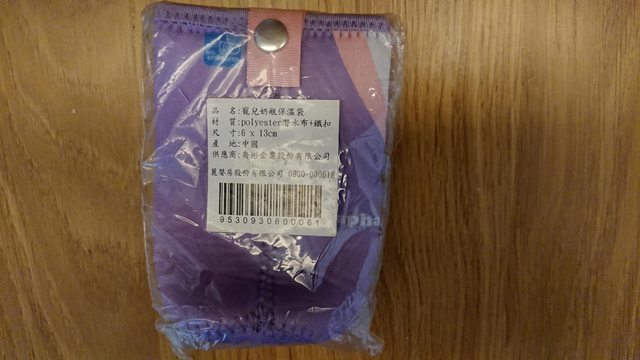 品　名:寵兒奶瓶保溫袋
材　質:polyester潛水布+鐵扣
尺　寸:6 x 13cm
產　地:中國
供應商:喬彬企業股份有限公司
麗嬰房股份有限公司 0800-000618
9530930600061
pha